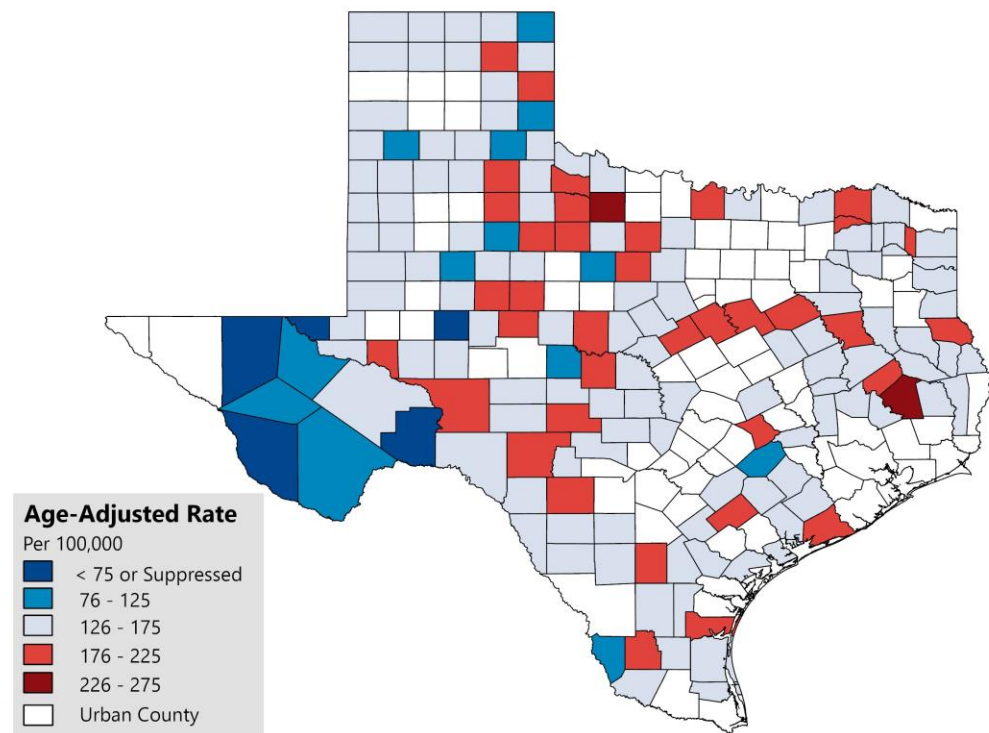 Age-Adjusted Rate
Per 100,000
< 75 or Suppressed
76 - 125
126 - 175
176 - 225
226 - 275
Urban County